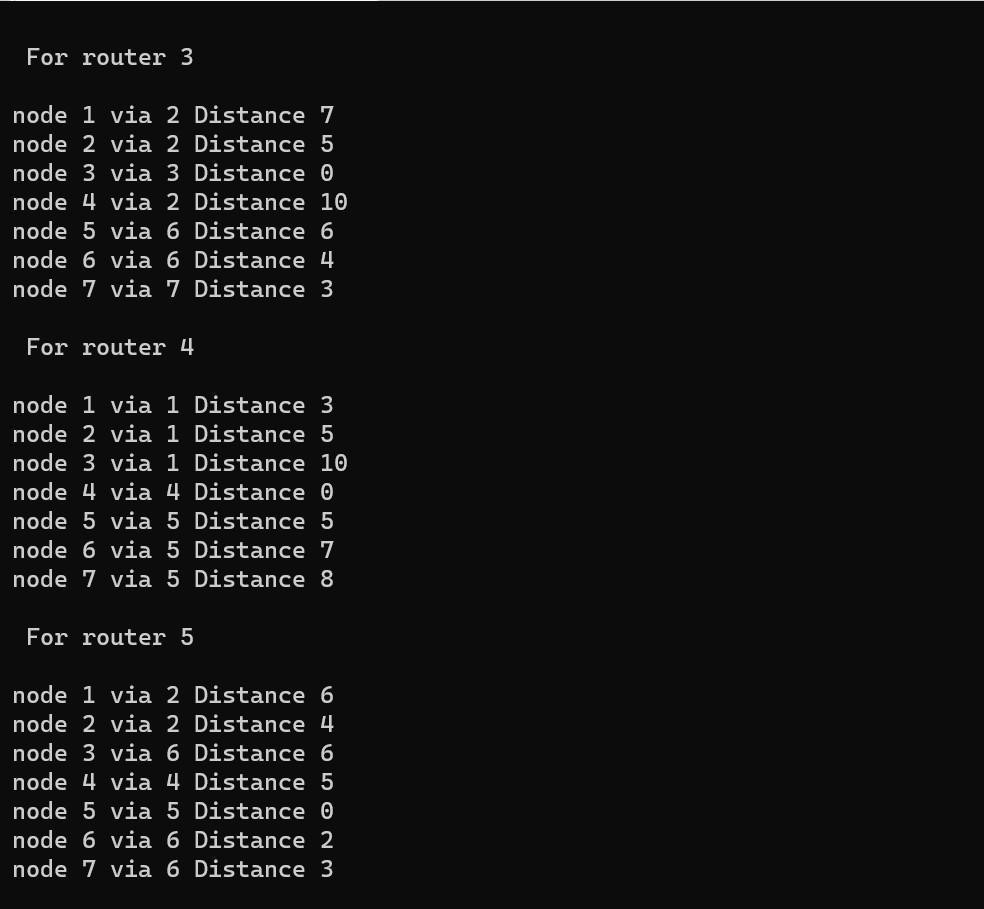 For router 3
node 1 via 2 Distance 7
node 2 via 2 Distance 5
node 3 via 3 Distance 0
node 4 via 2 Distance 10
node 5 via 6 Distance 6
node 6 via 6 Distance 4
node 7 via 7 Distance 3
For router 4
node 1 via 1 Distance 3
node 2 via 1 Distance 5
node 3 via 1 Distance 10
node 4 via 4 Distance 0
node 5 via 5 Distance 5
node 6 via 5 Distance 7
node 7 via 5 Distance 8
For router 5
node 1 via 2 Distance 6
node 2 via 2 Distance 4
node 3 via 6 Distance 6
node 4 via 4 Distance 5
node 5 via 5 Distance 0
node 6 via 6 Distance 2
node 7 via 6 Distance 3